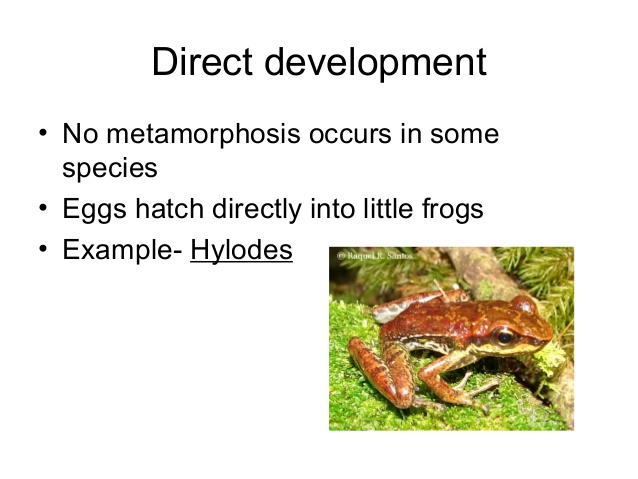 Direct development
• No metamorphosis occurs in some
species
• Eggs hatch directly into little frogs
• Example- Hylodes
© Raquel R. Santos